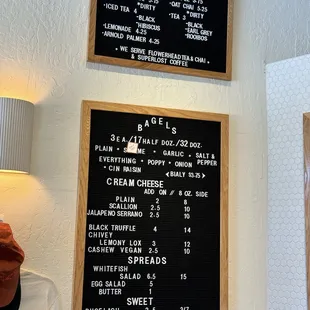 ICED TEA 4
•DIRTY
-BLACK
•HIBISCUS
-LEMONADE 4.25
-ARNOLD PALMER 4.25
•OAT CHAI 5.25
•DIRTY
•TEA 3
-BLACK
-EARL GREY
-ROOIBOS
• WE SERVE FLOWERHEAD TEA & CHAI
& SUPERLOST COFFEE
BAGELS
3 EA./17 HALF DOZ./32 DOZ.
PLAIN • • GARLIC • SALT &
PEPPER
EVERYTHING • POPPY • ONION
• CIN RAISIN
BIALY
CREAM CHEESE
ADD ON // 8 OZ. SIDE
PLAIN 2 8
SCALLION 2.5 10
JALAPENO SERRANO 2.5 10
BLACK TRUFFLE 4 14
CHIVEY
LEMONY LOX 3 12
CASHEW VEGAN 2.5 10
SPREADS
WHITEFISH
SALAD 6.5 15
EGG SALAD 5
BUTTER 1
SWEET